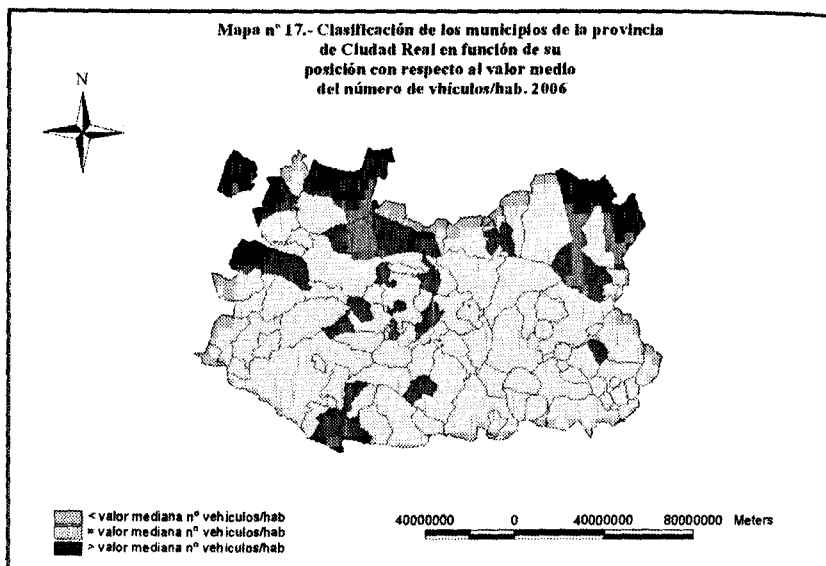 Mapa nº 17.- Clasificación de los municipios de la provincia
de Ciudad Real en función de su
posición con respecto al valor medio
del número de vhículos/hab. 2006
N
< valor mediana nº vehiculos/hab
= valor mediana nº vehiculos/hab
> valor mediana nº vehiculos/hab
40000000 0 40000000 80000000 Meters